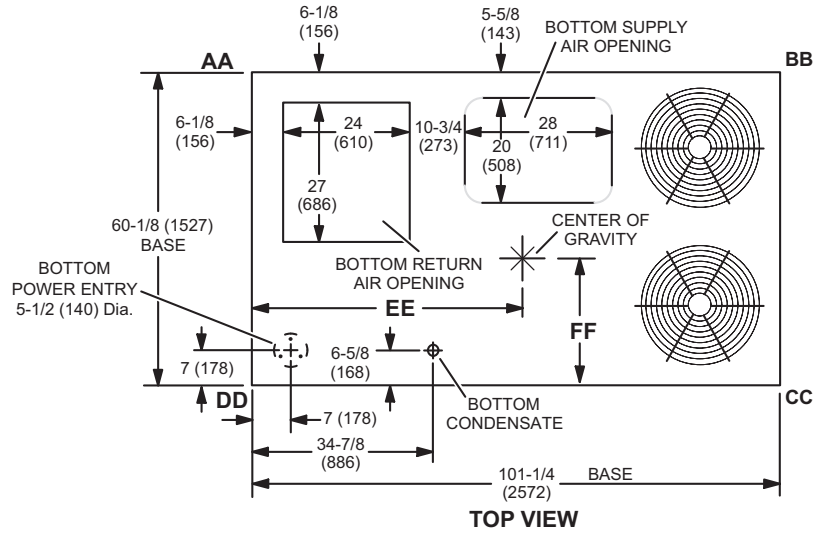 6-1/8
(156)
5-5/8
(143)
BOTTOM SUPPLY
AIR OPENING
AA
BB
6-1/8
(156)
24
(610)
10-3/4
(273)
28
(711)
20
(508)
27
(686)
60-1/8 (1527)
BASE
CENTER OF
GRAVITY
BOTTOM
POWER ENTRY
5-1/2 (140) Dia.
BOTTOM RETURN
AIR OPENING
EE
FF
7 (178)
6-5/8
(168)
DD
CC
7 (178)
BOTTOM
CONDENSATE
34-7/8
(886)
101-1/4
(2572)
BASE
TOP VIEW